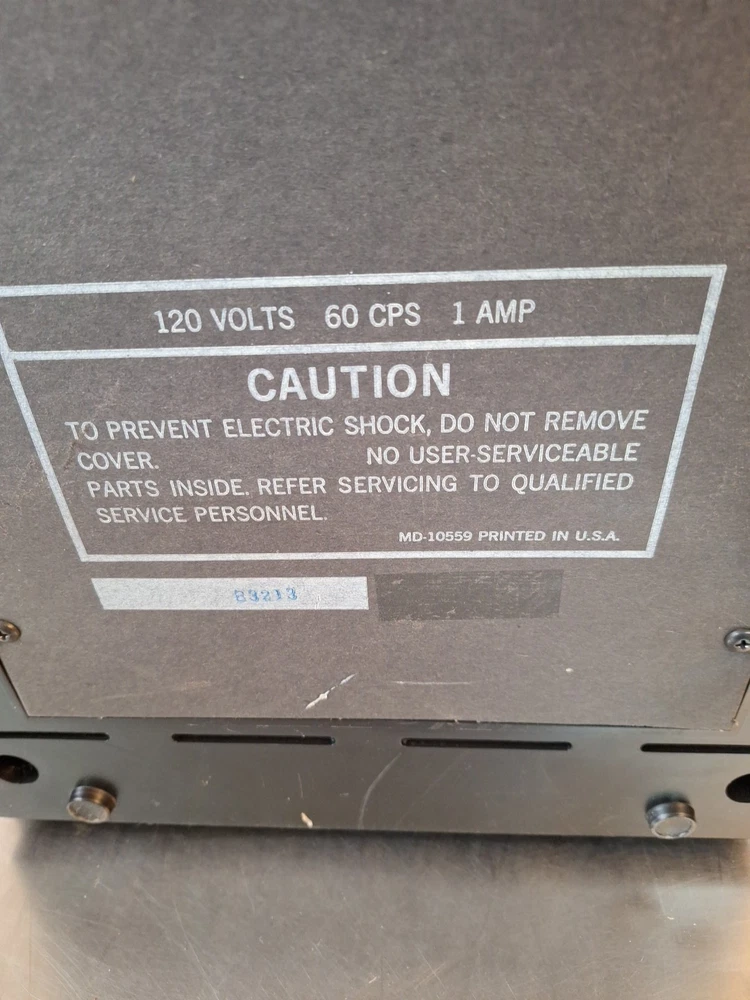 120 VOLTS 60 CPS 1 AMP
CAUTION
TO PREVENT ELECTRIC SHOCK, DO NOT REMOVE
COVER. NO USER-SERVICEABLE
PARTS INSIDE. REFER SERVICING TO QUALIFIED
SERVICE PERSONNEL.
MD-10559 PRINTED IN U.S.A.